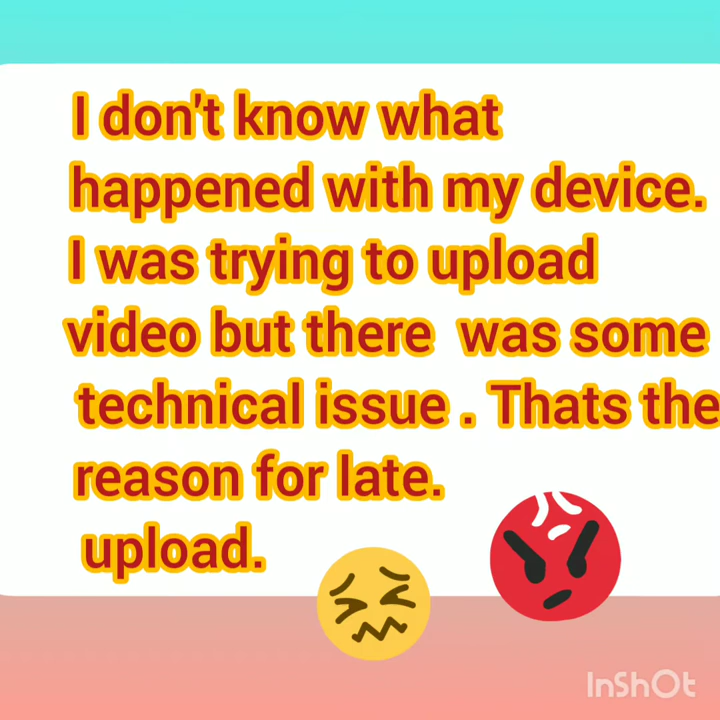 I don't know what
happened with my device.
I was trying to upload
video but there was some
technical issue . Thats the
reason for late.
upload.
InShOt